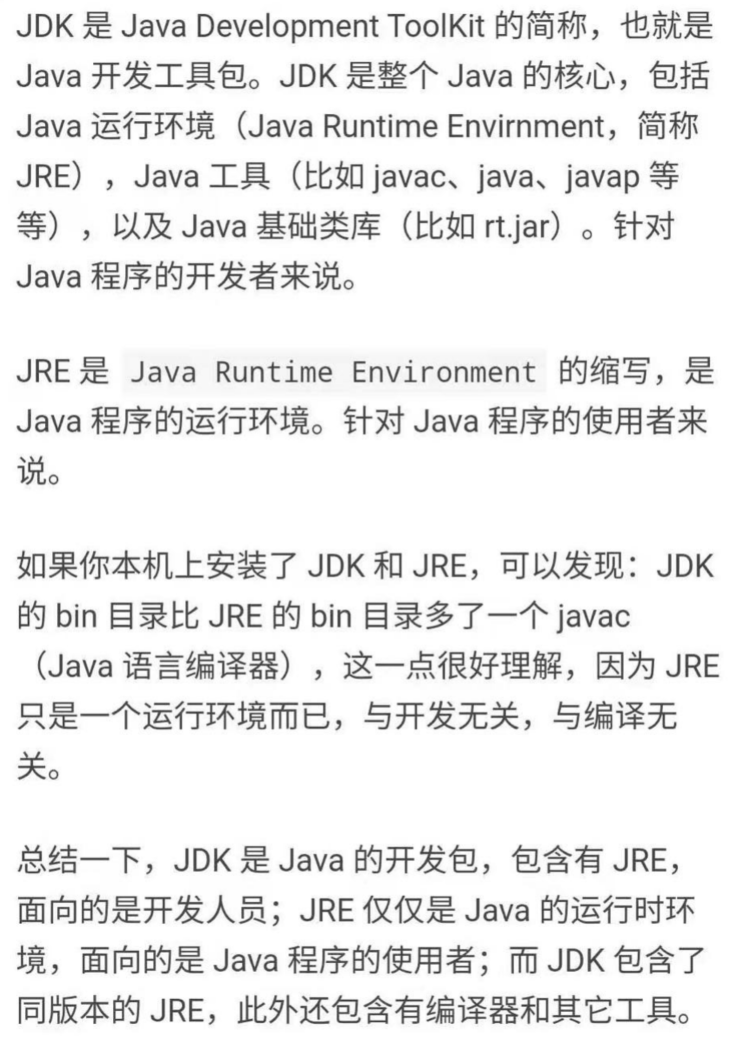 JDK 是 Java Development ToolKit 的简称，也就是
Java 开发工具包。JDK 是整个 Java 的核心，包括
Java 运行环境（Java Runtime Envirnment，简称
JRE），Java 工具（比如 javac、java、javap 等
等），以及 Java 基础类库（比如 rt.jar）。针对
Java 程序的开发者来说。
JRE 是 Java Runtime Environment 的缩写，是
Java 程序的运行环境。针对 Java 程序的使用者来
说。
如果你本机上安装了 JDK 和 JRE，可以发现：JDK
的 bin 目录比 JRE 的 bin 目录多了一个 javac
（Java 语言编译器），这一点很好理解，因为 JRE
只是一个运行环境而已，与开发无关，与编译无
关。
总结一下，JDK 是 Java 的开发包，包含有 JRE，
面向的是开发人员；JRE 仅仅是 Java 的运行时环
境，面向的是 Java 程序的使用者；而 JDK 包含了
同版本的 JRE，此外还包含有编译器和其它工具。